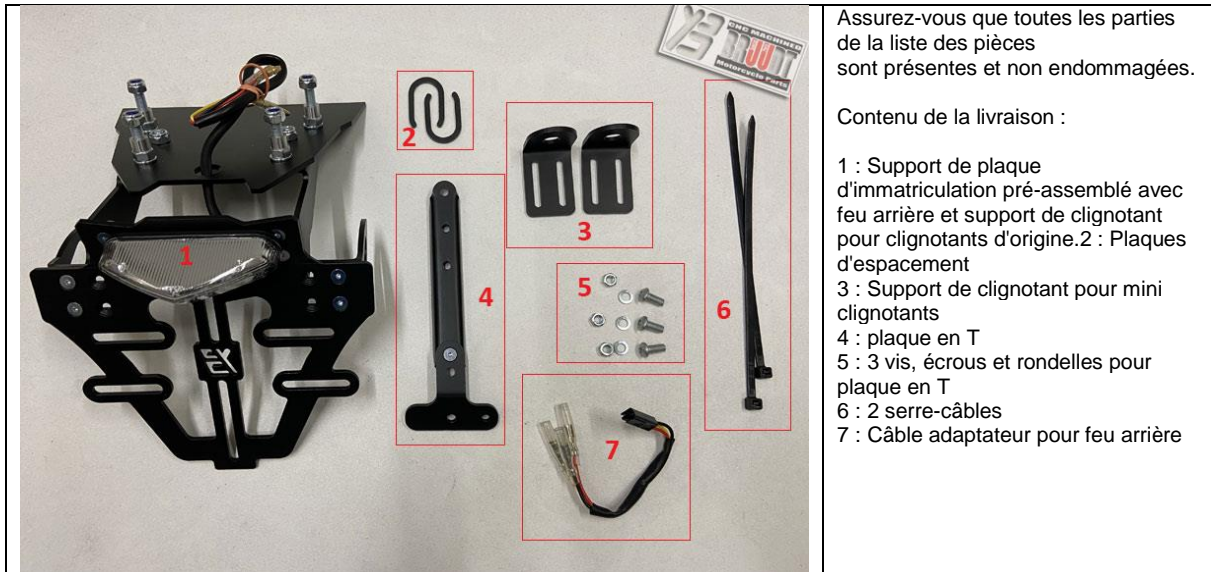 CNC MACHINED
Motorcycle Parts
1
2
3
4
5
6
7
Assurez-vous que toutes les parties
de la liste des pièces
sont présentes et non endommagées.
Contenu de la livraison :
1 : Support de plaque
d'immatriculation pré-assemblé avec
feu arrière et support de clignotant
pour clignotants d'origine.2 : Plaques
d'espacement
3 : Support de clignotant pour mini
clignotants
4 : plaque en T
5 : 3 vis, écrous et rondelles pour
plaque en T
6 : 2 serre-câbles
7 : Câble adaptateur pour feu arrière